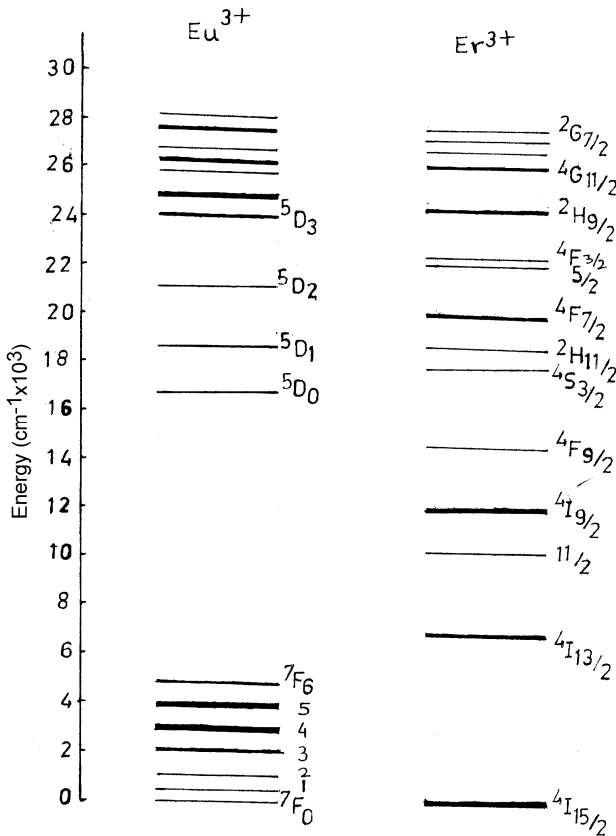 Eu³⁺
Er³⁺
Energy (cm⁻¹x10³)
30
28
26
24
22
20
18
16
14
12
10
8
6
4
2
0
⁵D₃
⁵D₂
⁵D₁
⁵D₀
⁷F₆
5
4
3
2
1
⁷F₀
²G₇/₂
⁴G₁₁/₂
²H₉/₂
⁴F₃/₂
5/2
⁴F₇/₂
²H₁₁/₂
⁴S₃/₂
⁴F₉/₂
⁴I₉/₂
11/2
⁴I₁₃/₂
⁴I₁₅/₂